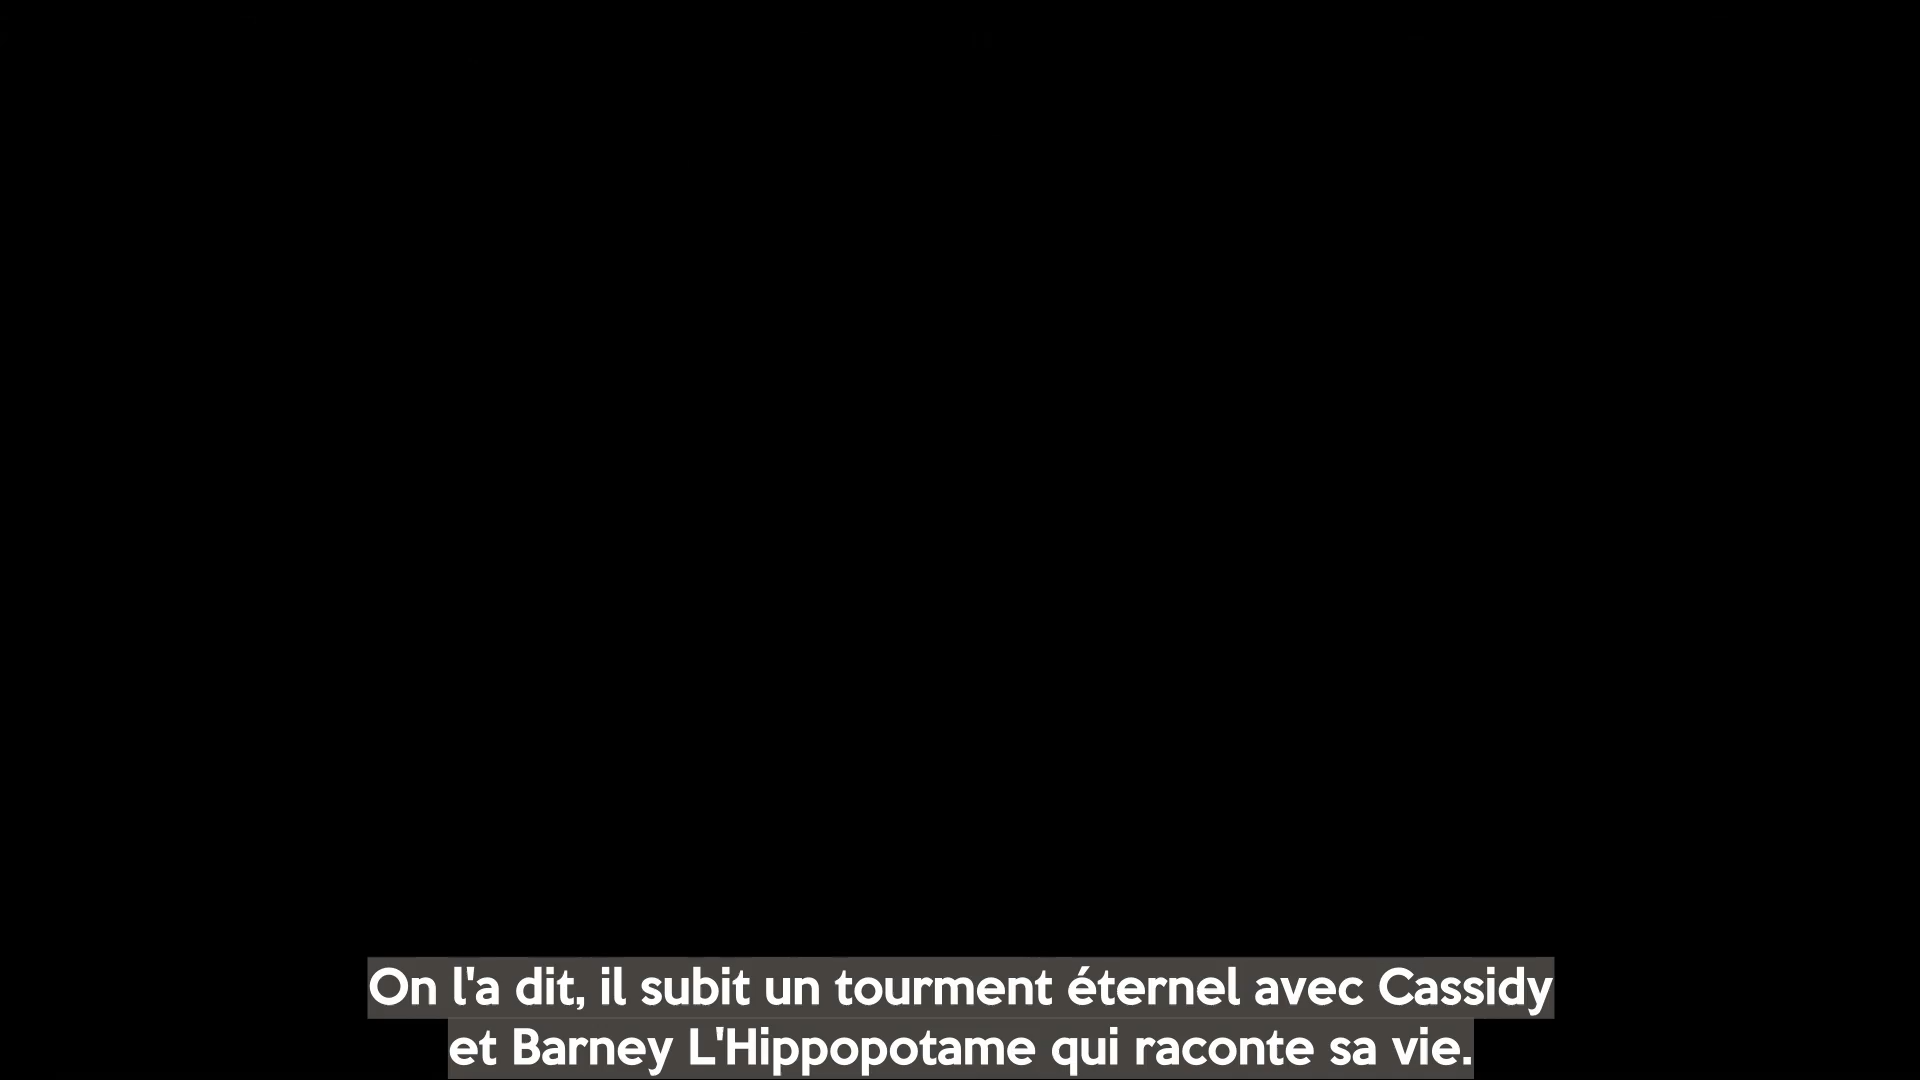 On l'a dit, il subit un tourment éternel avec Cassidy
et Barney L'Hippopotame qui raconte sa vie.